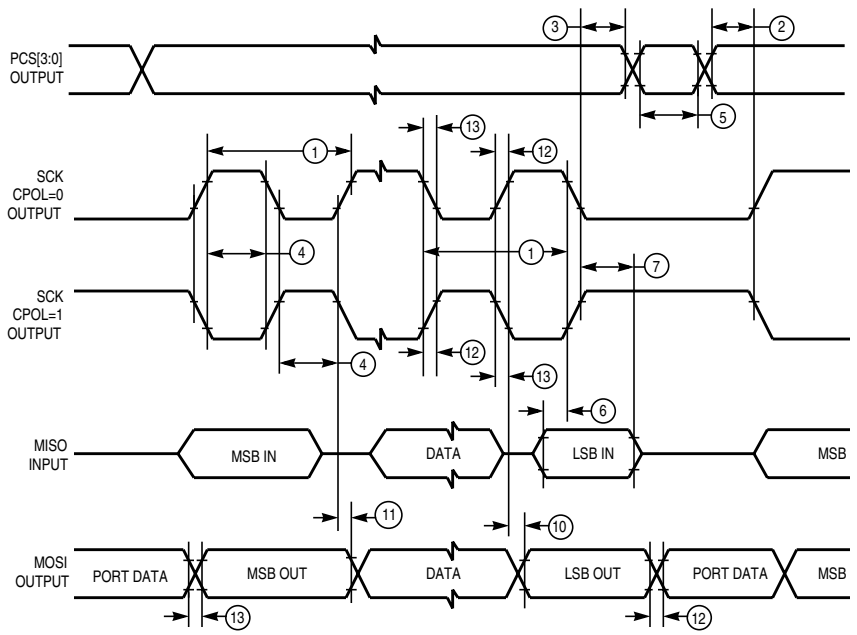 3
2
PCS[3:0]
OUTPUT
5
13
1
12
SCK
CPOL=0
OUTPUT
4
1
7
SCK
CPOL=1
OUTPUT
12
4
13
6
MISO
INPUT
MSB IN
DATA
LSB IN
MSB
11
10
MOSI
OUTPUT
PORT DATA
MSB OUT
DATA
LSB OUT
PORT DATA
MSB
13
12